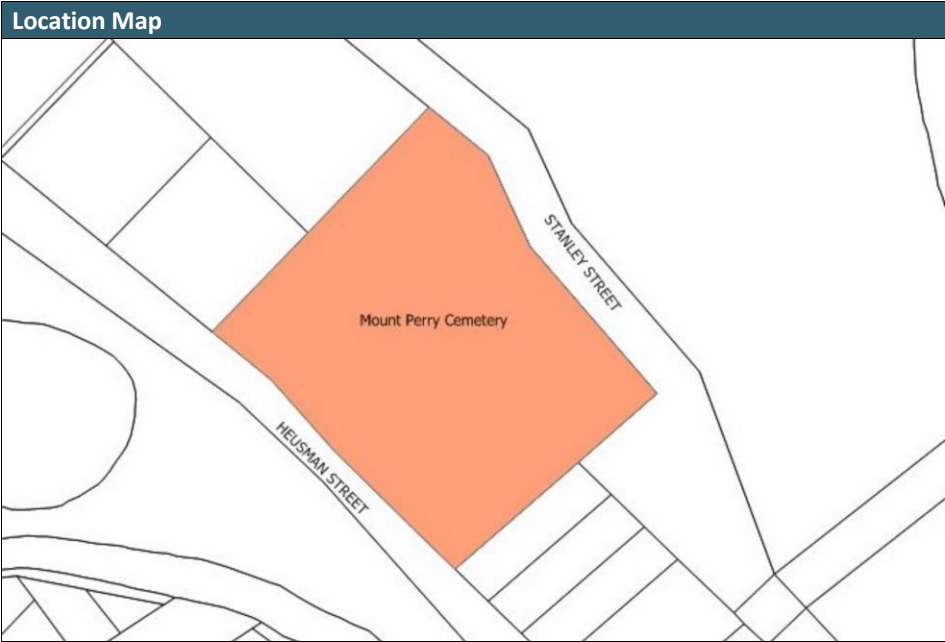 Location Map
STANLEY STREET
Mount Perry Cemetery
HEUSMAN STREET